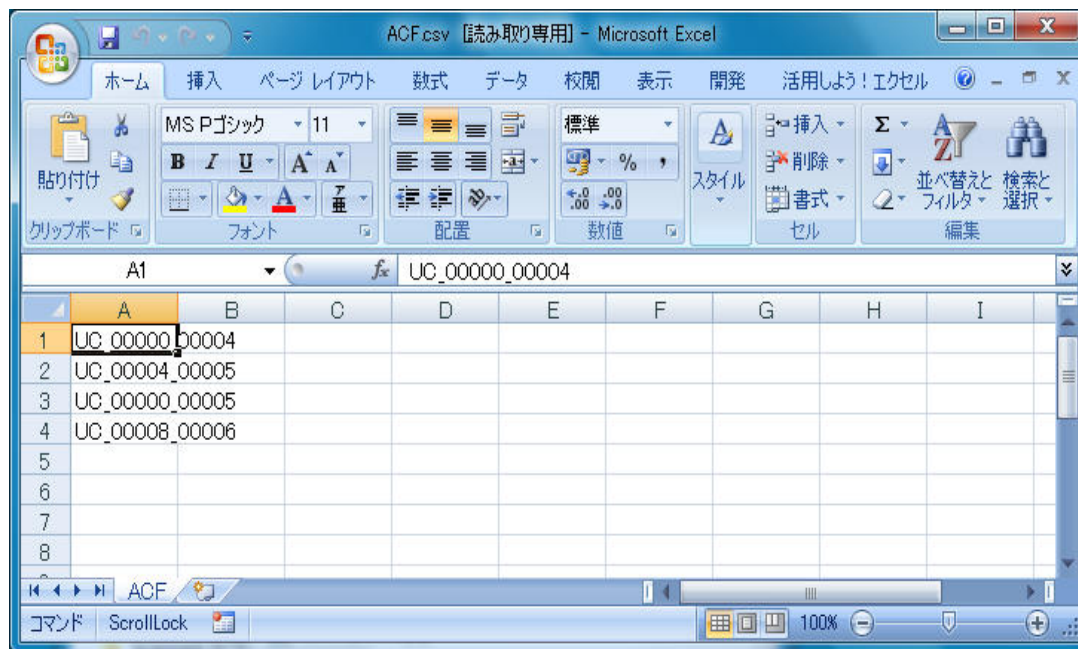 ACF.csv [読み取り専用] - Microsoft Excel
ホーム 挿入 ページ レイアウト 数式 データ 校閲 表示 開発 活用しよう！エクセル
貼り付け
クリップボード
MS Pゴシック 11
B I U A A
A 亜
フォント
配置
標準
% ,
.0 .00 .00 .0
数値
A
スタイル
挿入
削除
書式
セル
Σ
A Z
並べ替えと フィルタ
検索と 選択
編集
A1 fx UC_00000_00004
A B C D E F G H I
1 UC_00000_00004
2 UC_00004_00005
3 UC_00000_00005
4 UC_00008_00006
5
6
7
8
ACF
コマンド ScrollLock 100%